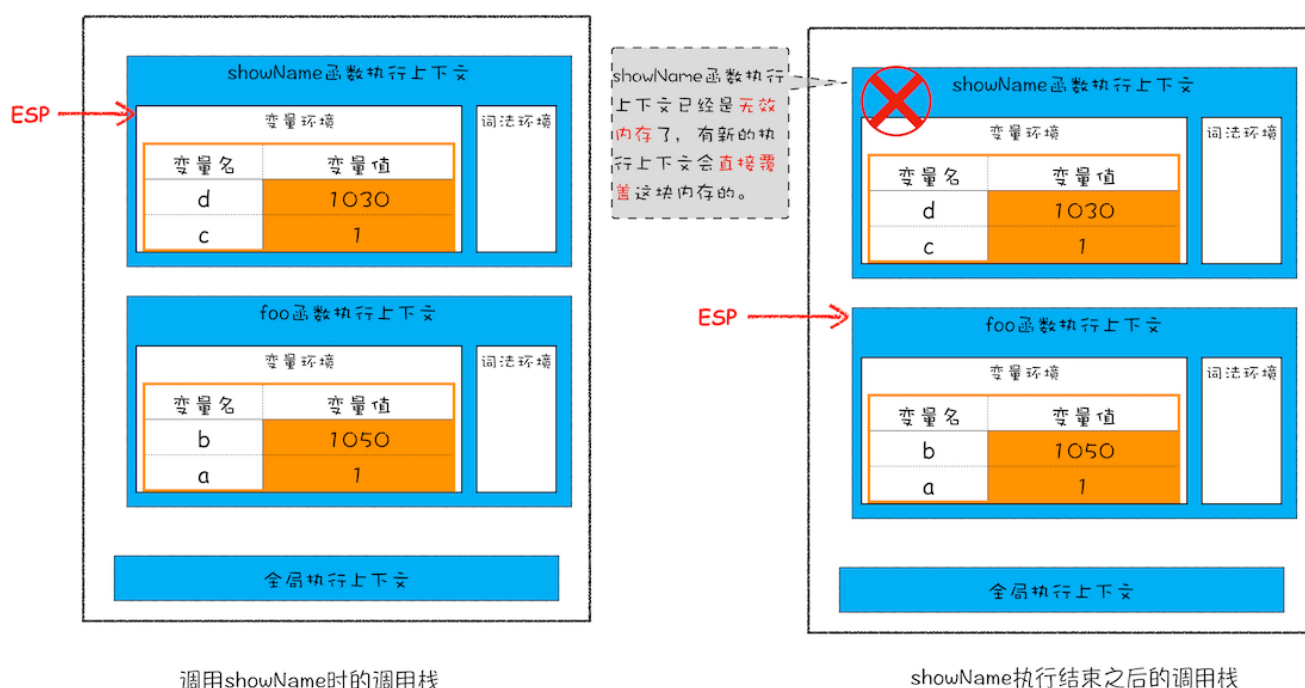 showName函数执行上下文
ESP
变量环境
词法环境
变量名 变量值
d 1030
c 1
foo函数执行上下文
变量环境
词法环境
变量名 变量值
b 1050
a 1
全局执行上下文
调用showName时的调用栈
showName函数执行
上下文已经是无效
内存了，有新的执
行上下文会直接覆
盖这块内存的。
showName函数执行上下文
变量环境
词法环境
变量名 变量值
d 1030
c 1
ESP
foo函数执行上下文
变量环境
词法环境
变量名 变量值
b 1050
a 1
全局执行上下文
showName执行结束之后的调用栈